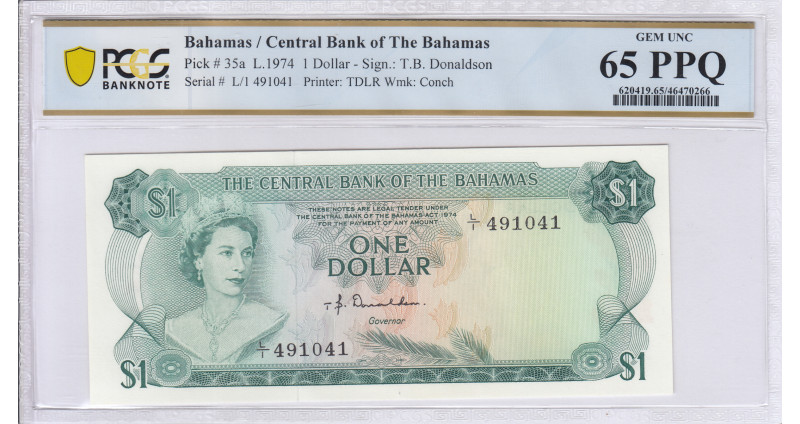 PCGS
BANKNOTE
Bahamas / Central Bank of The Bahamas
Pick # 35a L.1974 1 Dollar - Sign.: T.B. Donaldson
Serial # L/1 491041 Printer: TDLR Wmk: Conch
GEM UNC
65 PPQ
620419.65/46470266
$1
THE CENTRAL BANK OF THE BAHAMAS
$1
THESE NOTES ARE LEGAL TENDER UNDER
THE CENTRAL BANK OF THE BAHAMAS ACT 1974
FOR THE PAYMENT OF ANY AMOUNT
L/1 491041
ONE
DOLLAR
T B. Donaldson.
Governor
L/1 491041
$1
$1